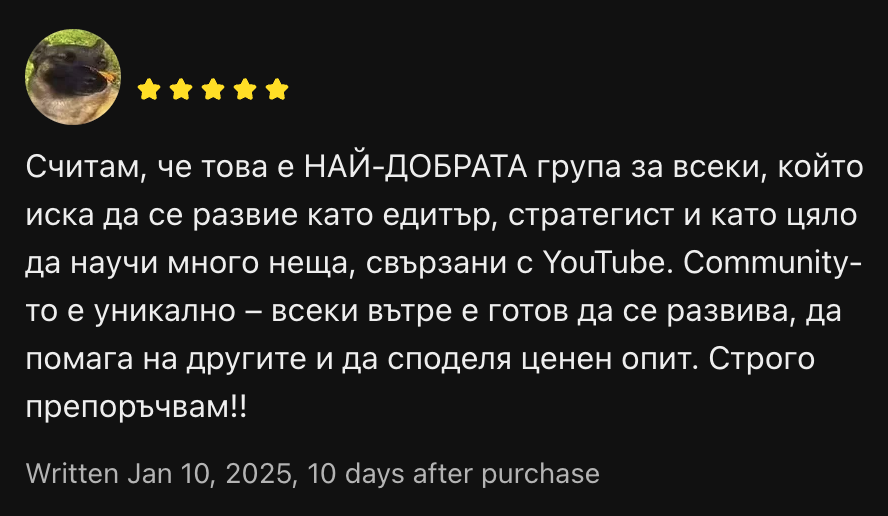 Считам, че това е НАЙ-ДОБРАТА група за всеки, който
иска да се развие като едитър, стратегист и като цяло
да научи много неща, свързани с YouTube. Community-
то е уникално – всеки вътре е готов да се развива, да
помага на другите и да споделя ценен опит. Строго
препоръчвам!!
Written Jan 10, 2025, 10 days after purchase